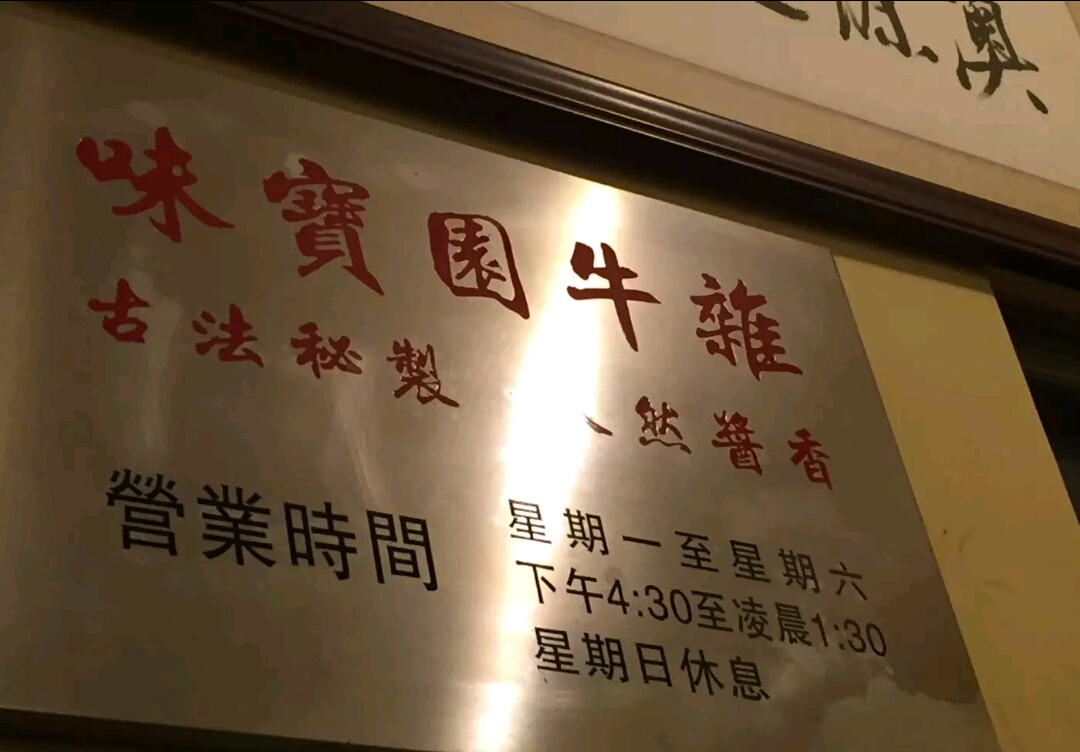 味寶園牛雜
古法秘製 然醬香
營業時間
星期一至星期六
下午4:30至凌晨1:30
星期日休息